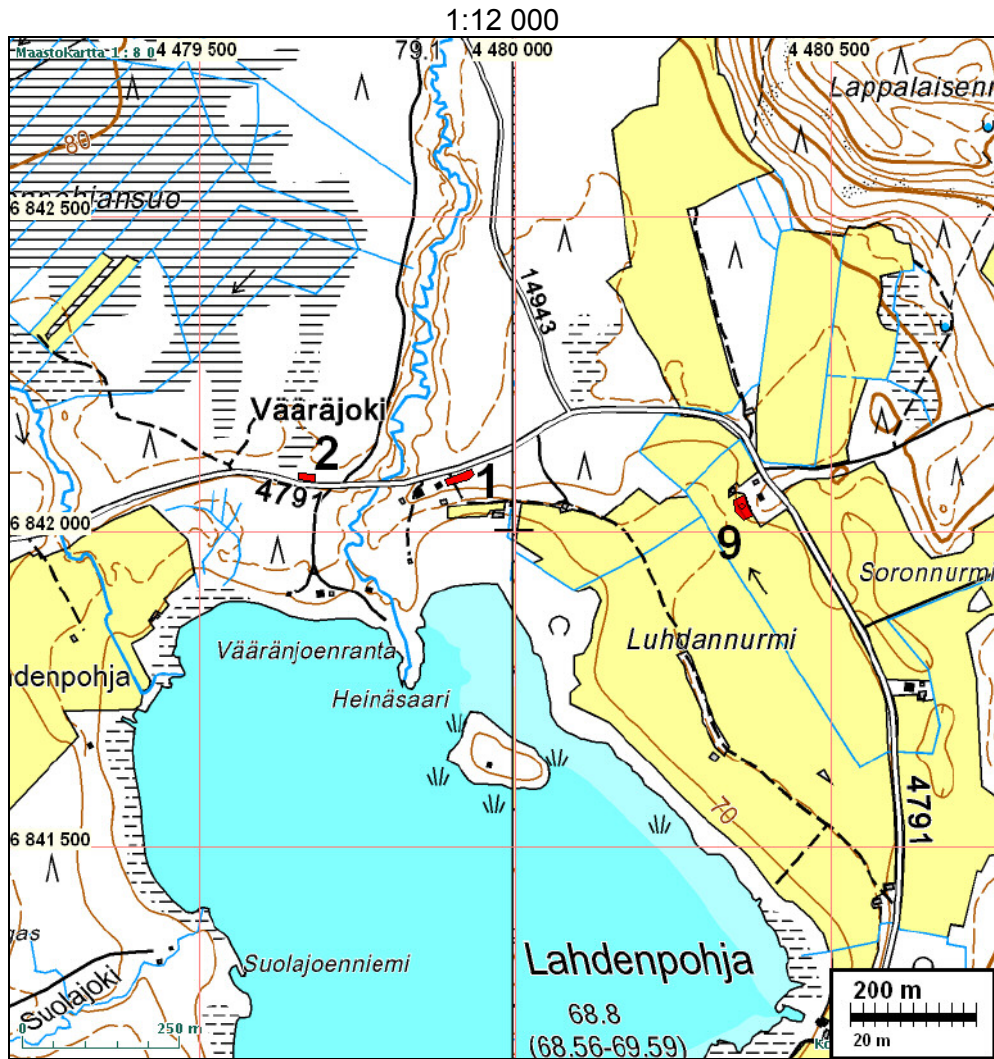 1:12 000
Maastokartta 1 : 8 0
4 479 500
79.1
4 480 000
4 480 500
80
6 842 500
14943
Vääräjoki
2
4791
1
9
6 842 000
Soronnurmi
Luhdannurmi
Vääränjoenranta
Heinäsaari
70
4791
6 841 500
Suolajoenniemi
Suolajoki
Lahdenpohja
68.8
(68.56-69.59)
0 250 m
200 m
20 m